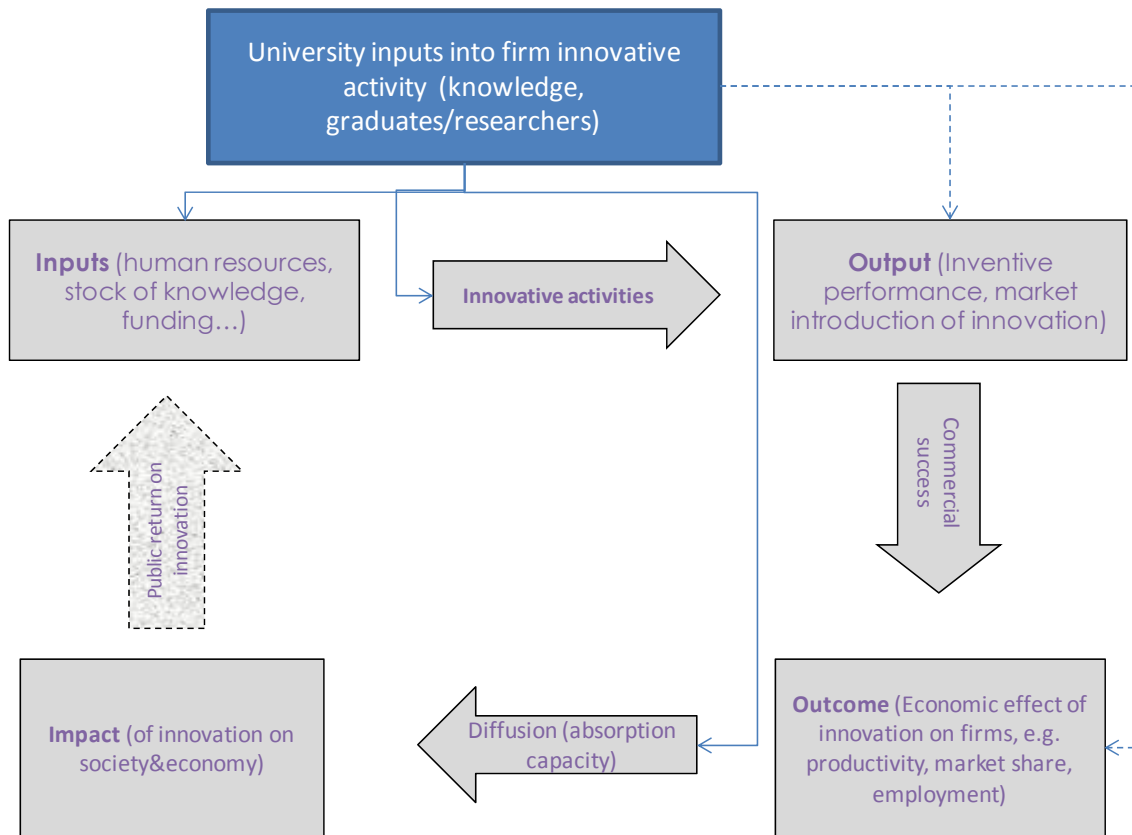 University inputs into firm innovative
activity (knowledge,
graduates/researchers)
Inputs (human resources,
stock of knowledge,
funding…)
Innovative activities
Output (Inventive
performance, market
introduction of innovation)
Public return on
innovation
Commercial
success
Impact (of innovation on
society&economy)
Diffusion (absorption
capacity)
Outcome (Economic effect of
innovation on firms, e.g.
productivity, market share,
employment)